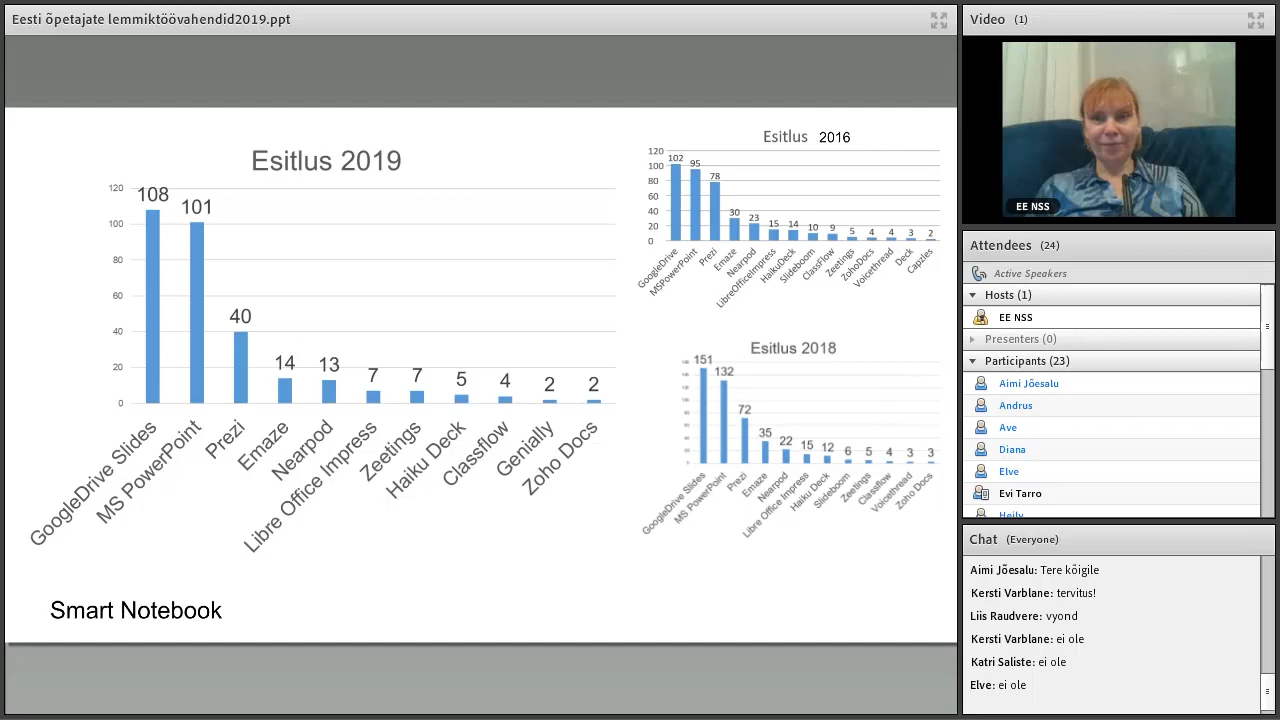 Eesti õpetajate lemmiktöövahendid2019.ppt
Esitlus 2019
120
100
80
60
40
20
0
108
101
40
14
13
7
7
5
4
2
2
GoogleDrive Slides
MS PowerPoint
Prezi
Emaze
Nearpod
Libre Office Impress
Zeetings
Haiku Deck
Classflow
Genially
Zoho Docs
Smart Notebook
Esitlus 2016
120
100
80
60
40
20
0
102
95
78
30
23
15
14
10
9
5
4
4
3
2
GoogleDrive
MSPowerPoint
Prezi
Emaze
Nearpod
LibreOfficeImpress
HaikuDeck
Slideboom
ClassFlow
Zeetings
ZohoDocs
Voicethread
Deck
Capzles
Esitlus 2018
151
132
72
35
22
15
12
6
5
4
3
3
GoogleDrive Slides
MS PowerPoint
Prezi
Emaze
Nearpod
Libre Office Impress
Haiku Deck
Slideboom
Zeetings
Classflow
Voicethread
Zoho Docs
Video (1)
EE NSS
Attendees (24)
Active Speakers
Hosts (1)
EE NSS
Presenters (0)
Participants (23)
Aimi Jõesalu
Andrus
Ave
Diana
Elve
Evi Tarro
Heily
Chat (Everyone)
Aimi Jõesalu: Tere kõigile
Kersti Varblane: tervitus!
Liis Raudvere: vyond
Kersti Varblane: ei ole
Katri Saliste: ei ole
Elve: ei ole